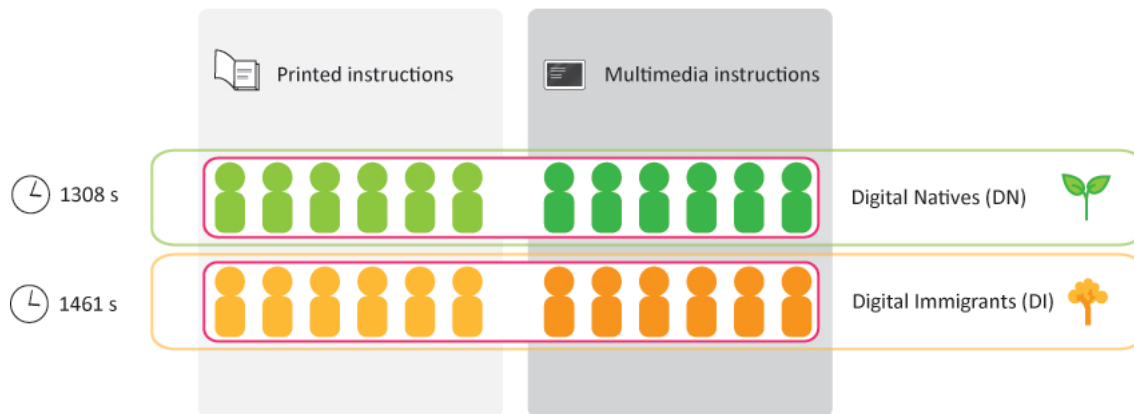 Printed instructions
Multimedia instructions
1308 s
Digital Natives (DN)
1461 s
Digital Immigrants (DI)